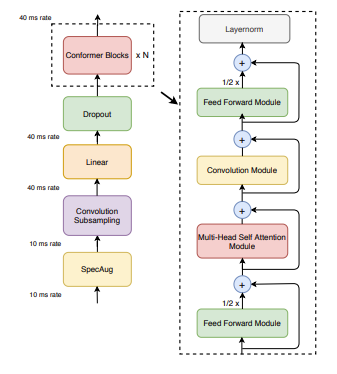 40 ms rate
Conformer Blocks
x N
Dropout
40 ms rate
Linear
40 ms rate
Convolution
Subsampling
10 ms rate
SpecAug
10 ms rate
Layernorm
+
1/2 x
Feed Forward Module
+
Convolution Module
+
Multi-Head Self Attention
Module
+
1/2 x
Feed Forward Module